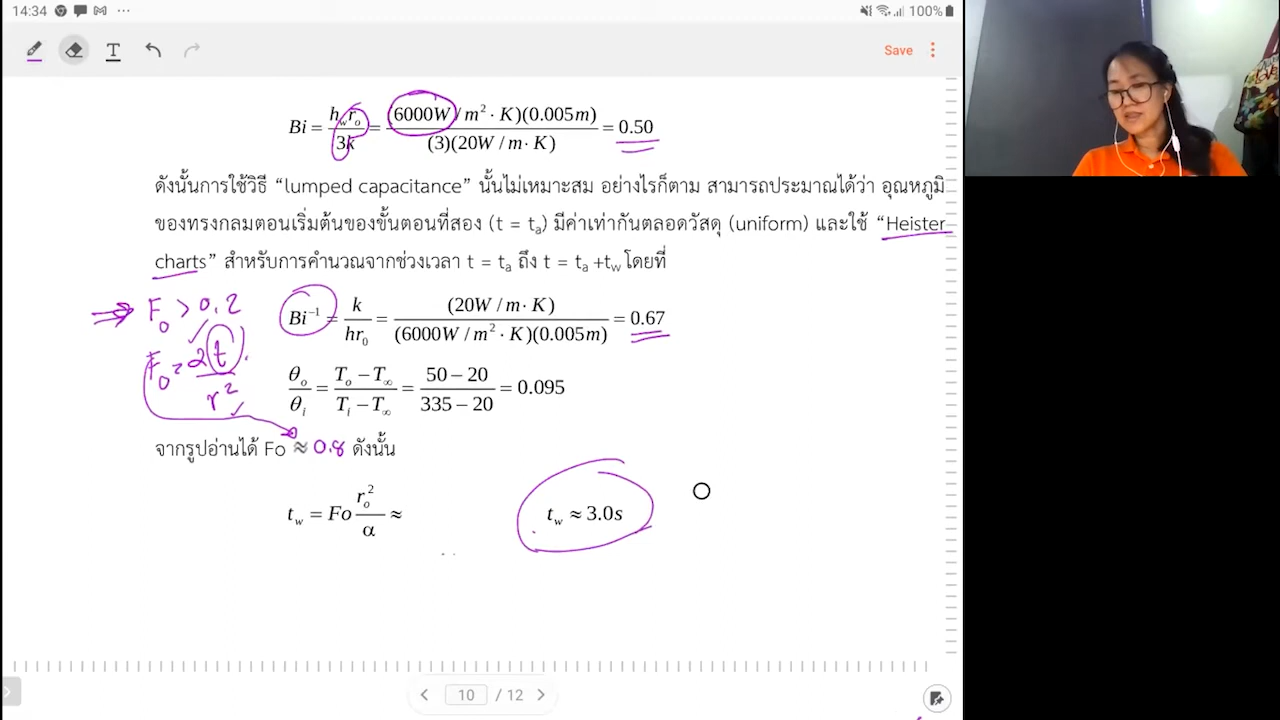 14:34 100%
T Save
Bi = h_w r_o / 3k = (6000W / m² · K)(0.005m) / (3)(20W / m · K) = 0.50
ดังนั้นการใช้วิธี “lumped capacitance” นั้นไม่เหมาะสม อย่างไรก็ตาม สามารถประมาณได้ว่า อุณหภูมิ
ของทรงกลมตอนเริ่มต้นของขั้นตอนที่สอง (t = tₐ) มีค่าเท่ากันตลอดวัสดุ (uniform) และใช้ “Heister
charts” สำหรับการคำนวณจากช่วงเวลา t = tₐ ถึง t = tₐ +t_w โดยที่
F_o > 0.2
Bi⁻¹ = k / hr₀ = (20W / m · K) / (6000W / m² · K)(0.005m) = 0.67
F_o = 2t / r²
θ_o / θ_i = (T_o − T_∞) / (T_i − T_∞) = (50 − 20) / (335 − 20) = 0.095
จากรูปอ่านได้ Fo ≈ 0.8 ดังนั้น
t_w = Fo r_o² / α ≈ t_w ≈ 3.0s
10 / 12